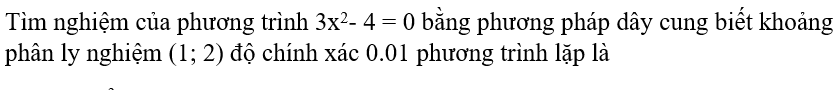 Tìm nghiệm của phương trình 3x²- 4 = 0 bằng phương pháp dây cung biết khoảng
phân ly nghiệm (1; 2) độ chính xác 0.01 phương trình lặp là